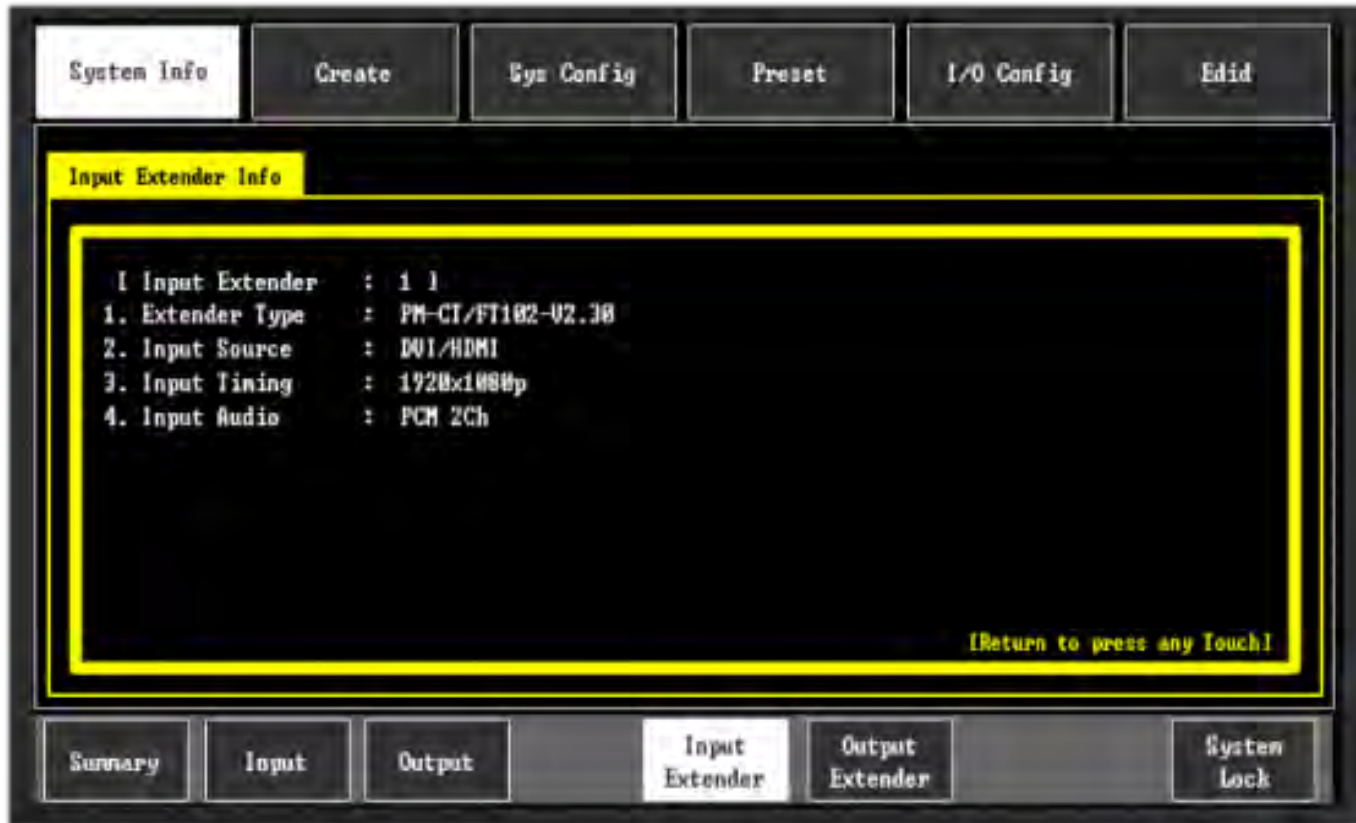 System Info
Create
Sys Config
Preset
I/O Config
Edid
Input Extender Info
[ Input Extender : 1 ]
1. Extender Type : PM-CI/FT102-V2.30
2. Input Source : DVI/HDMI
3. Input Timing : 1920x1080p
4. Input Audio : PCM 2Ch
[Return to press any Touch]
Summary
Input
Output
Input
Extender
Output
Extender
System
Lock